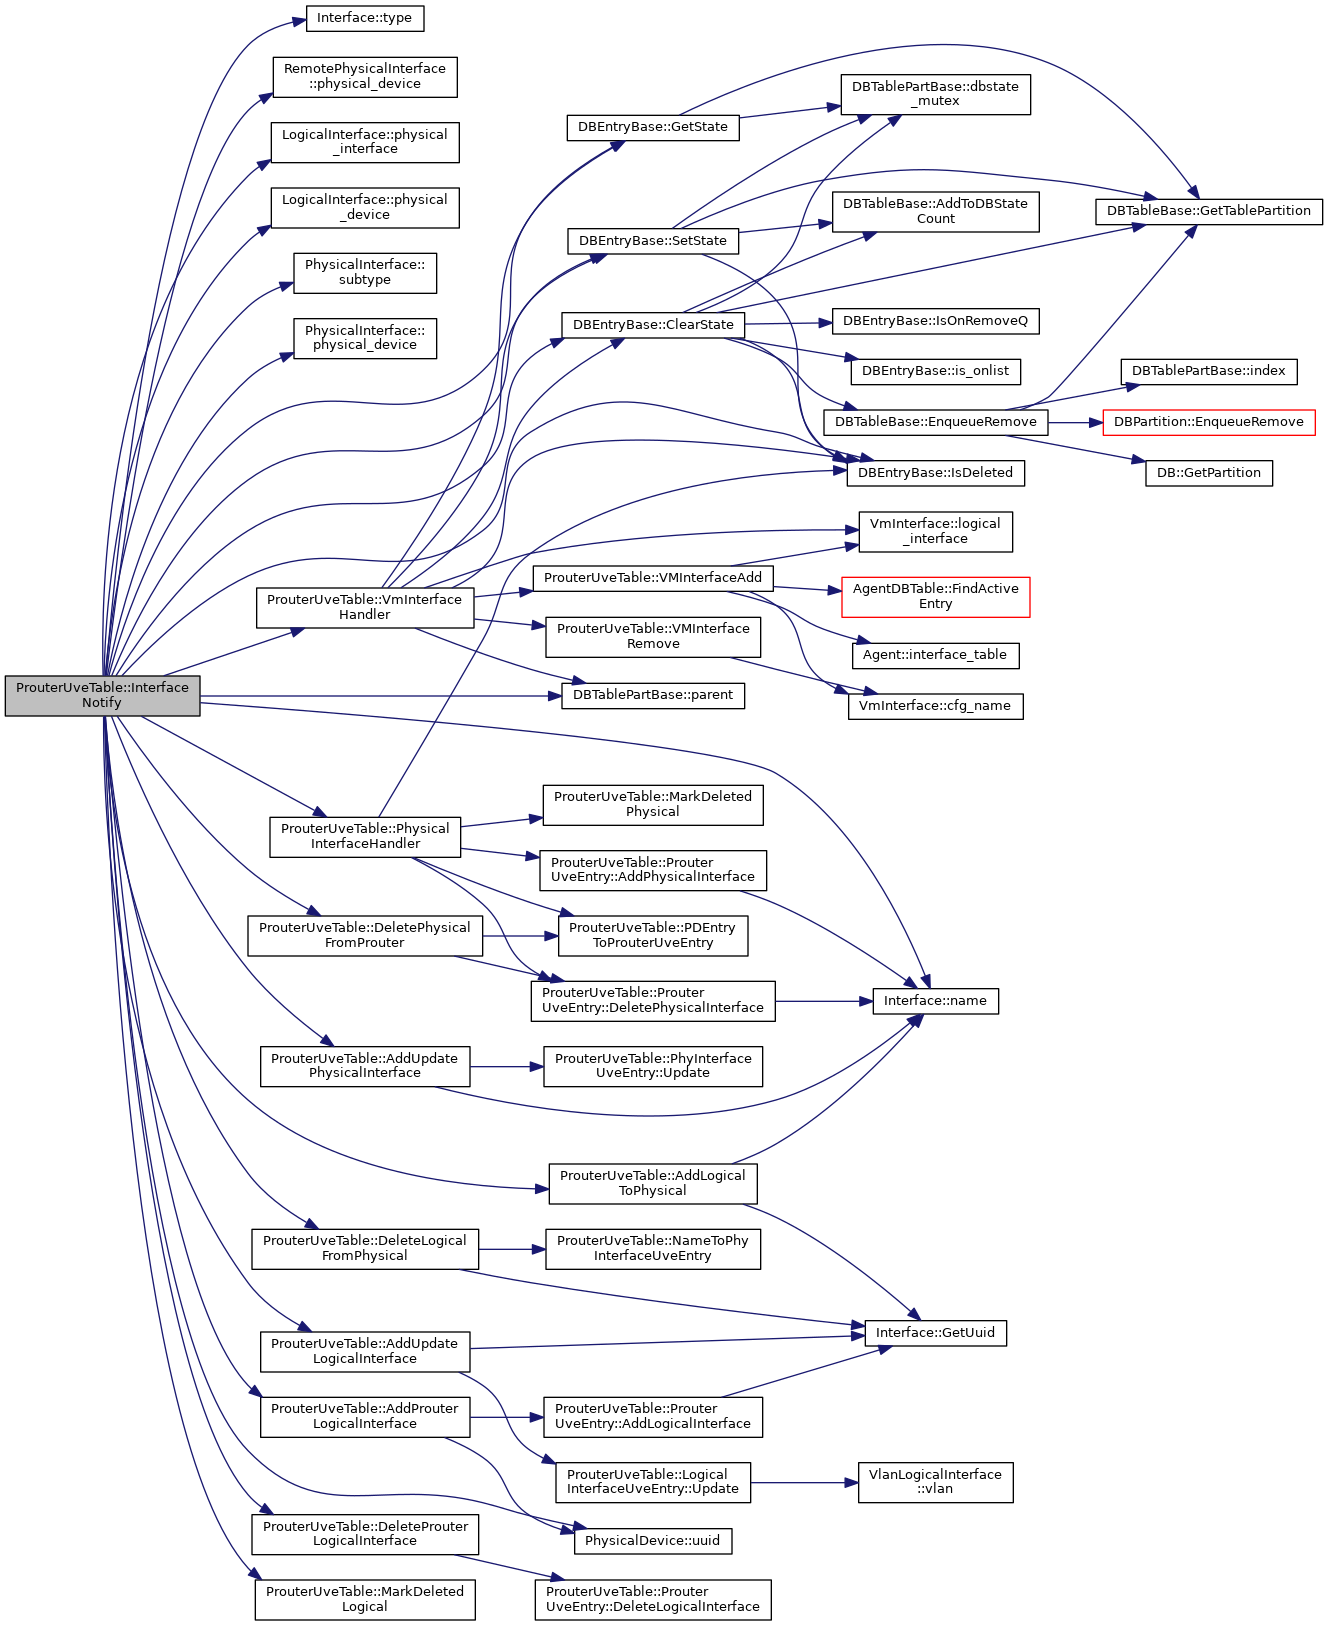 Interface::type
RemotePhysicalInterface
::physical_device
LogicalInterface::physical
_interface
LogicalInterface::physical
_device
PhysicalInterface::
subtype
PhysicalInterface::
physical_device
DBEntryBase::GetState
DBTablePartBase::dbstate
_mutex
DBEntryBase::SetState
DBTableBase::AddToDBState
Count
DBTableBase::GetTablePartition
DBEntryBase::ClearState
DBEntryBase::IsOnRemoveQ
DBEntryBase::is_onlist
DBTablePartBase::index
DBTableBase::EnqueueRemove
DBPartition::EnqueueRemove
DBEntryBase::IsDeleted
DB::GetPartition
VmInterface::logical
_interface
ProuterUveTable::VmInterface
Handler
ProuterUveTable::VMInterfaceAdd
AgentDBTable::FindActive
Entry
ProuterUveTable::VMInterface
Remove
Agent::interface_table
ProuterUveTable::Interface
Notify
DBTablePartBase::parent
VmInterface::cfg_name
ProuterUveTable::MarkDeleted
Physical
ProuterUveTable::Physical
InterfaceHandler
ProuterUveTable::Prouter
UveEntry::AddPhysicalInterface
ProuterUveTable::DeletePhysical
FromProuter
ProuterUveTable::PDEntry
ToProuterUveEntry
ProuterUveTable::Prouter
UveEntry::DeletePhysicalInterface
Interface::name
ProuterUveTable::AddUpdate
PhysicalInterface
ProuterUveTable::PhyInterface
UveEntry::Update
ProuterUveTable::AddLogical
ToPhysical
ProuterUveTable::DeleteLogical
FromPhysical
ProuterUveTable::NameToPhy
InterfaceUveEntry
ProuterUveTable::AddUpdate
LogicalInterface
Interface::GetUuid
ProuterUveTable::AddProuter
LogicalInterface
ProuterUveTable::Prouter
UveEntry::AddLogicalInterface
ProuterUveTable::Logical
InterfaceUveEntry::Update
VlanLogicalInterface
::vlan
ProuterUveTable::DeleteProuter
LogicalInterface
PhysicalDevice::uuid
ProuterUveTable::MarkDeleted
Logical
ProuterUveTable::Prouter
UveEntry::DeleteLogicalInterface